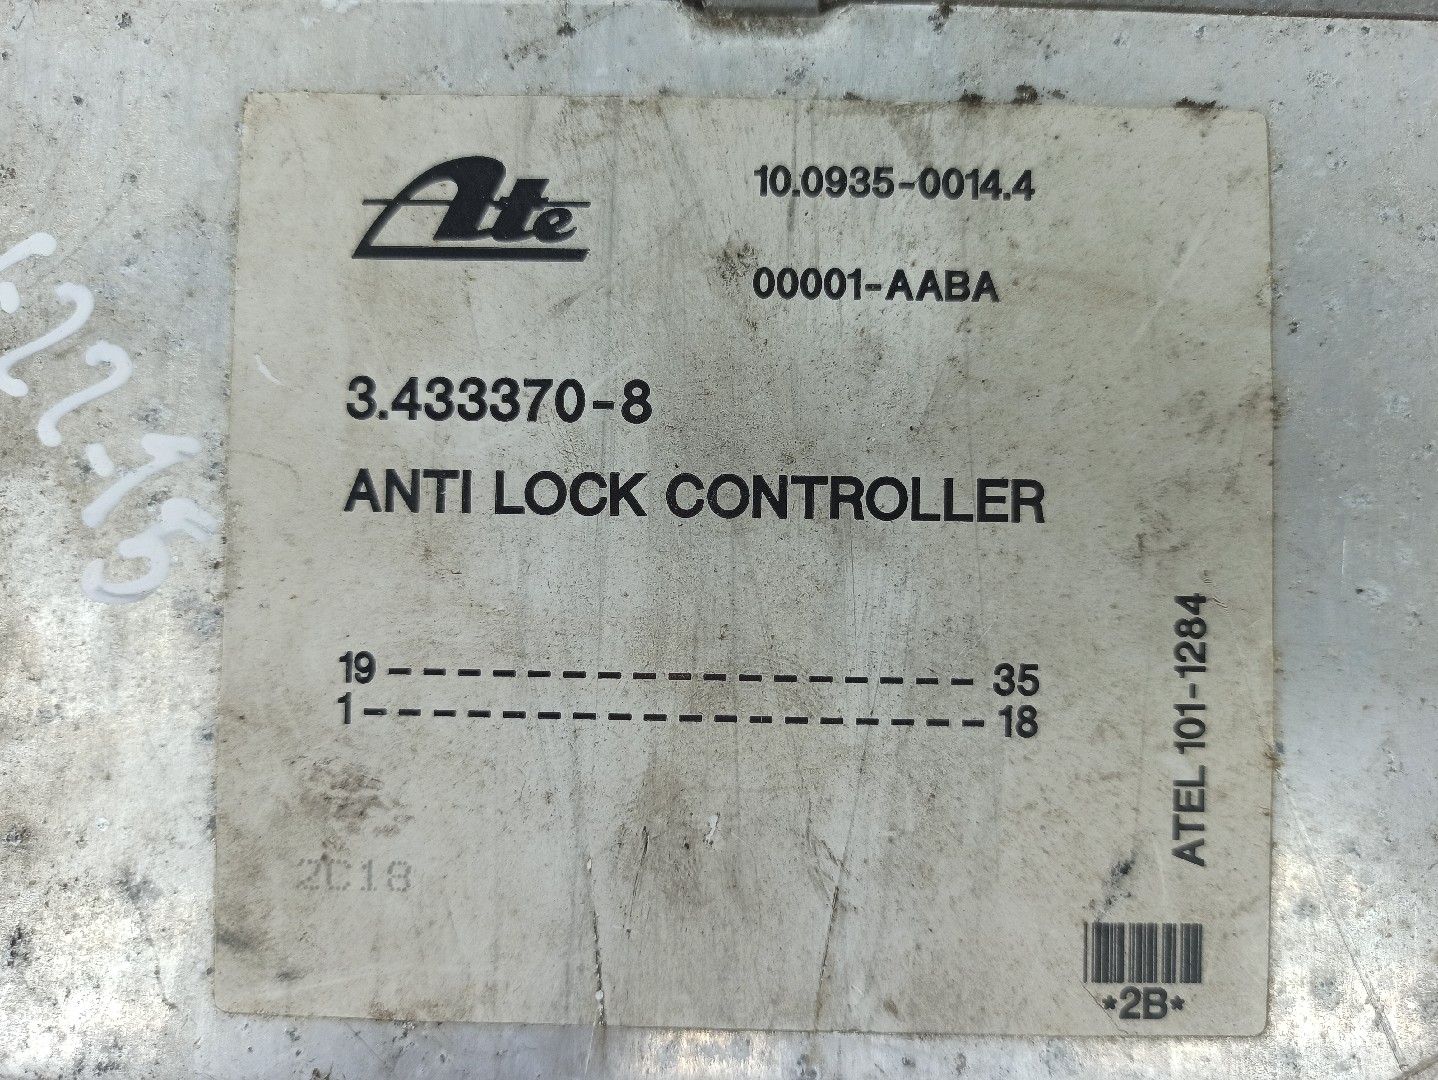 Ate
10.0935-0014.4
00001-AABA
3.433370-8
ANTI LOCK CONTROLLER
19 – – – – – – – – – – – – – – – – – 35
1 – – – – – – – – – – – – – – – – – – 18
ATEL 101-1284
2C18
*2B*